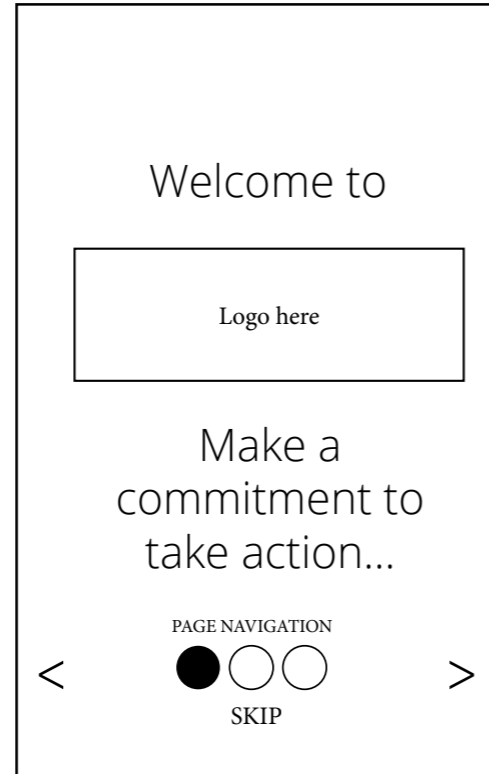 Welcome to
Logo here
Make a
commitment to
take action...
PAGE NAVIGATION
< >
SKIP